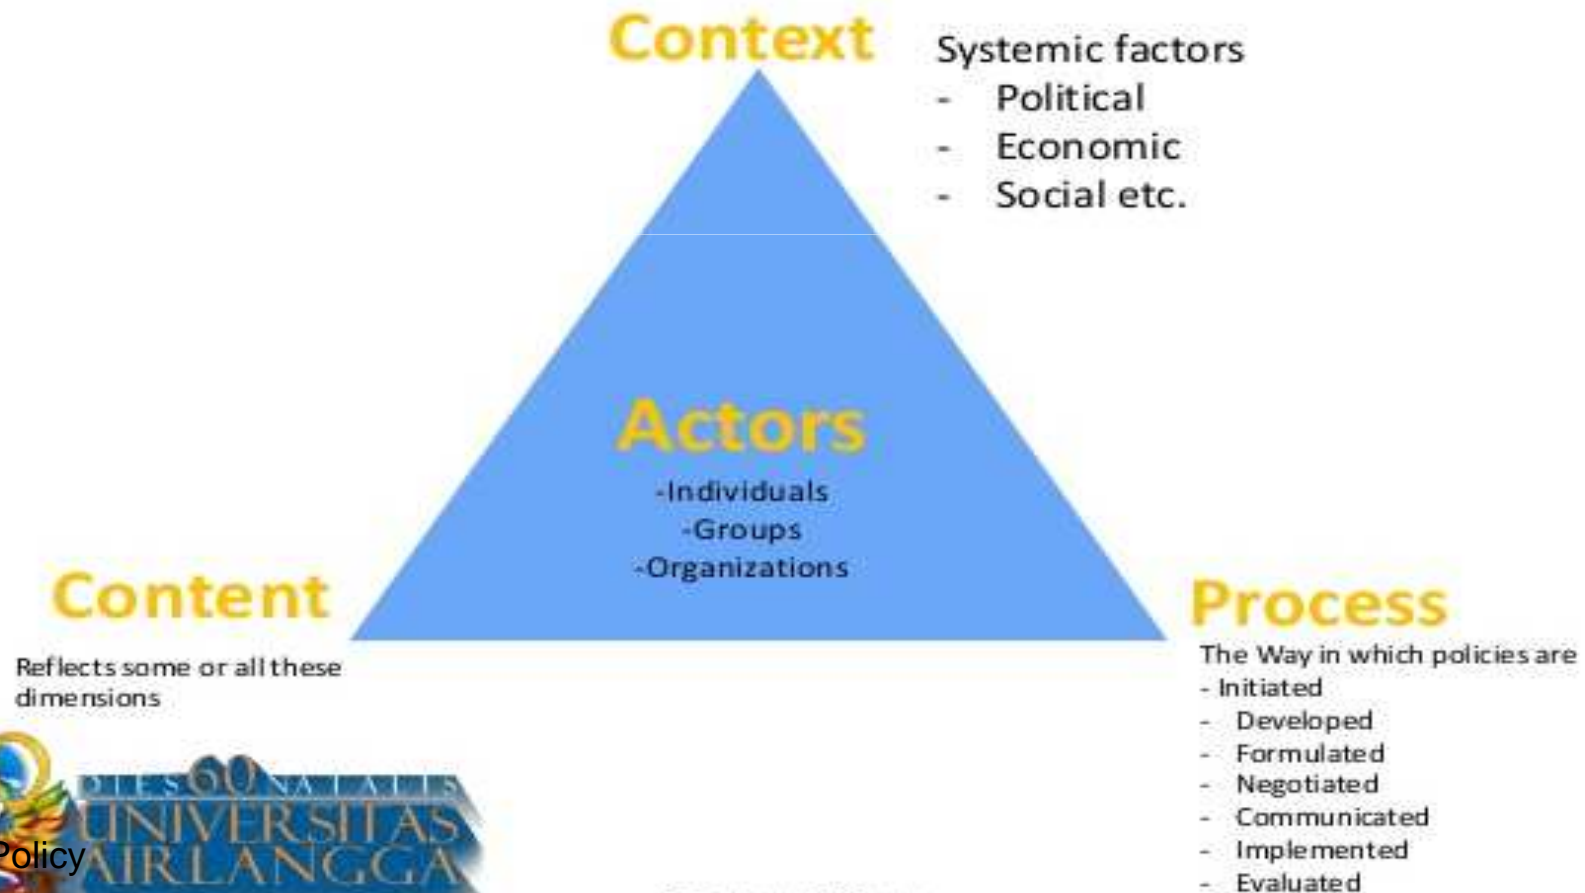 Context
Systemic factors
- Political
- Economic
- Social etc.
Actors
-Individuals
-Groups
-Organizations
Content
Reflects some or all these
dimensions
Process
The Way in which policies are
- Initiated
- Developed
- Formulated
- Negotiated
- Communicated
- Implemented
- Evaluated
DIES 60 NATALIS
UNIVERSITAS
AIRLANGGA
Policy